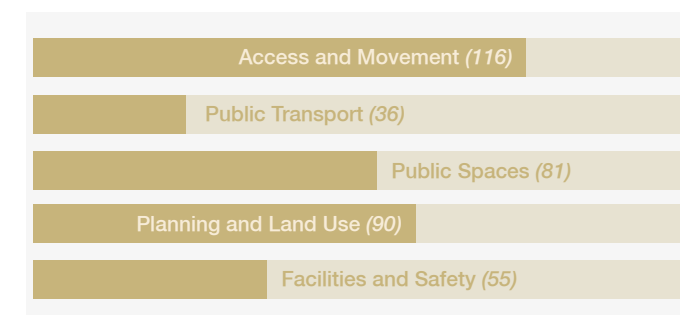 Access and Movement (116)
Public Transport (36)
Public Spaces (81)
Planning and Land Use (90)
Facilities and Safety (55)